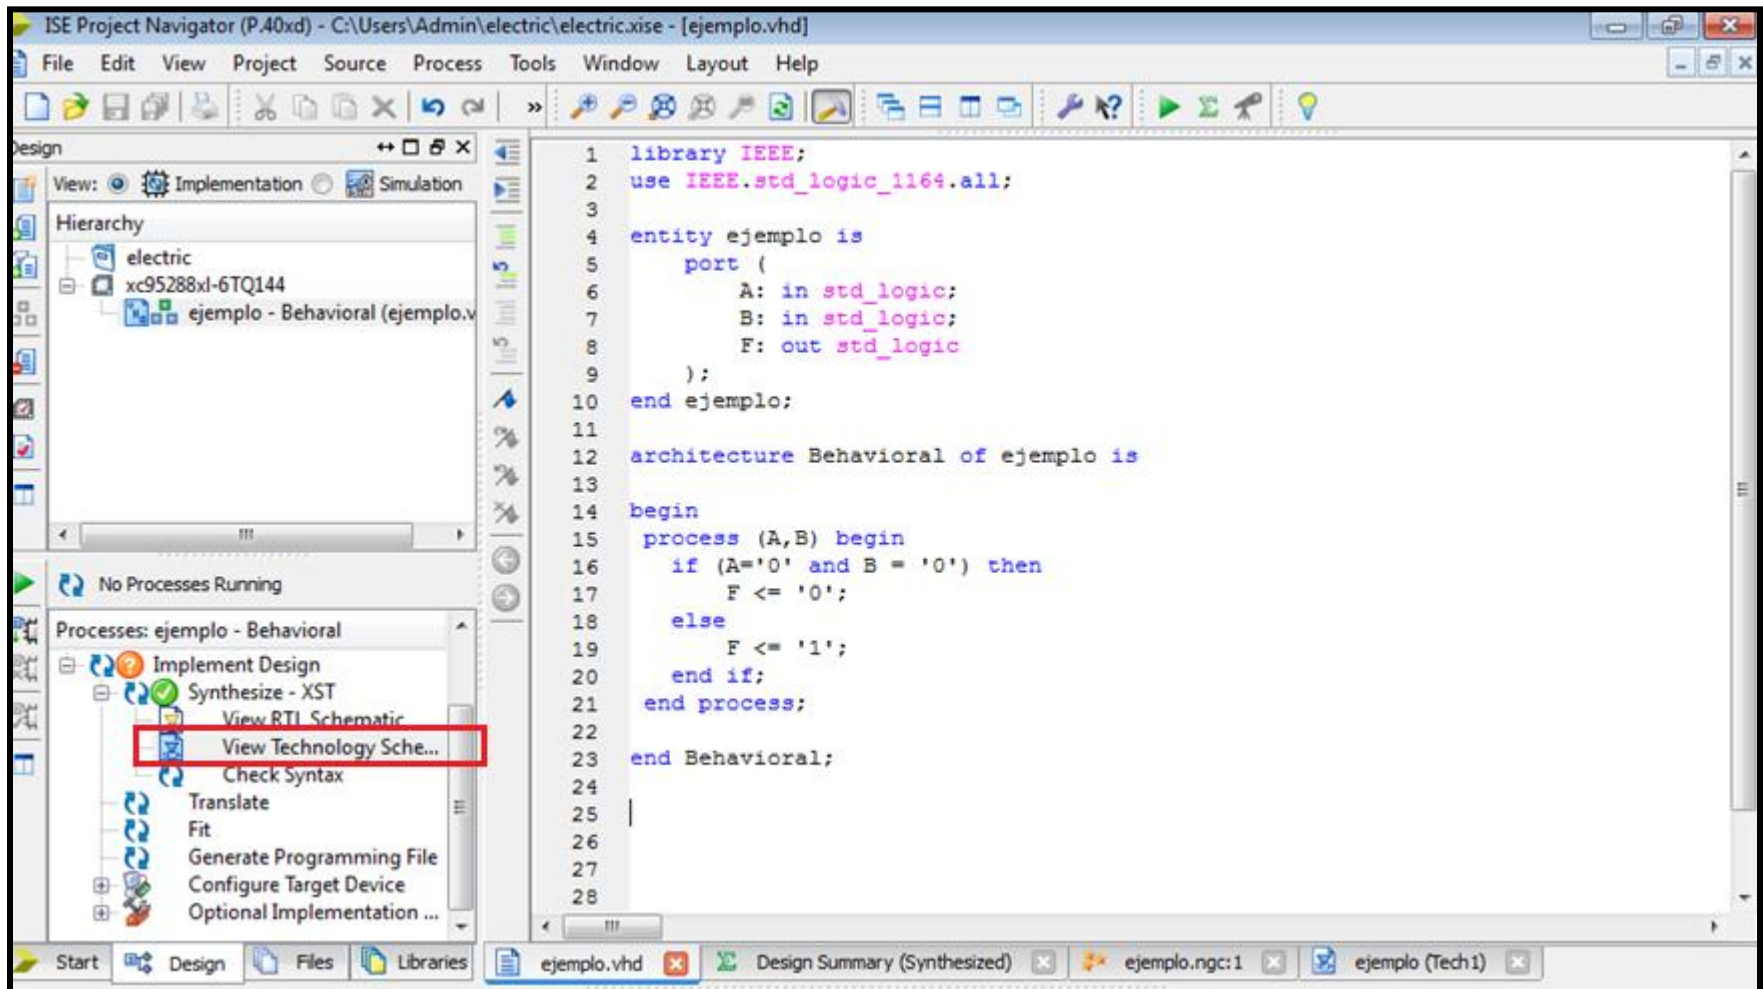 ISE Project Navigator (P.40xd) - C:\Users\Admin\electric\electric.xise - [ejemplo.vhd]
File Edit View Project Source Process Tools Window Layout Help
Design
View: Implementation Simulation
Hierarchy
electric
xc95288xl-6TQ144
ejemplo - Behavioral (ejemplo.v
No Processes Running
Processes: ejemplo - Behavioral
Implement Design
Synthesize - XST
View RTL Schematic
View Technology Sche...
Check Syntax
Translate
Fit
Generate Programming File
Configure Target Device
Optional Implementation ...
Start Design Files Libraries
1 library IEEE;
2 use IEEE.std_logic_1164.all;
3
4 entity ejemplo is
5 port (
6 A: in std_logic;
7 B: in std_logic;
8 F: out std_logic
9 );
10 end ejemplo;
11
12 architecture Behavioral of ejemplo is
13
14 begin
15 process (A,B) begin
16 if (A='0' and B = '0') then
17 F <= '0';
18 else
19 F <= '1';
20 end if;
21 end process;
22
23 end Behavioral;
24
25
26
27
28
ejemplo.vhd Design Summary (Synthesized) ejemplo.ngc:1 ejemplo (Tech1)